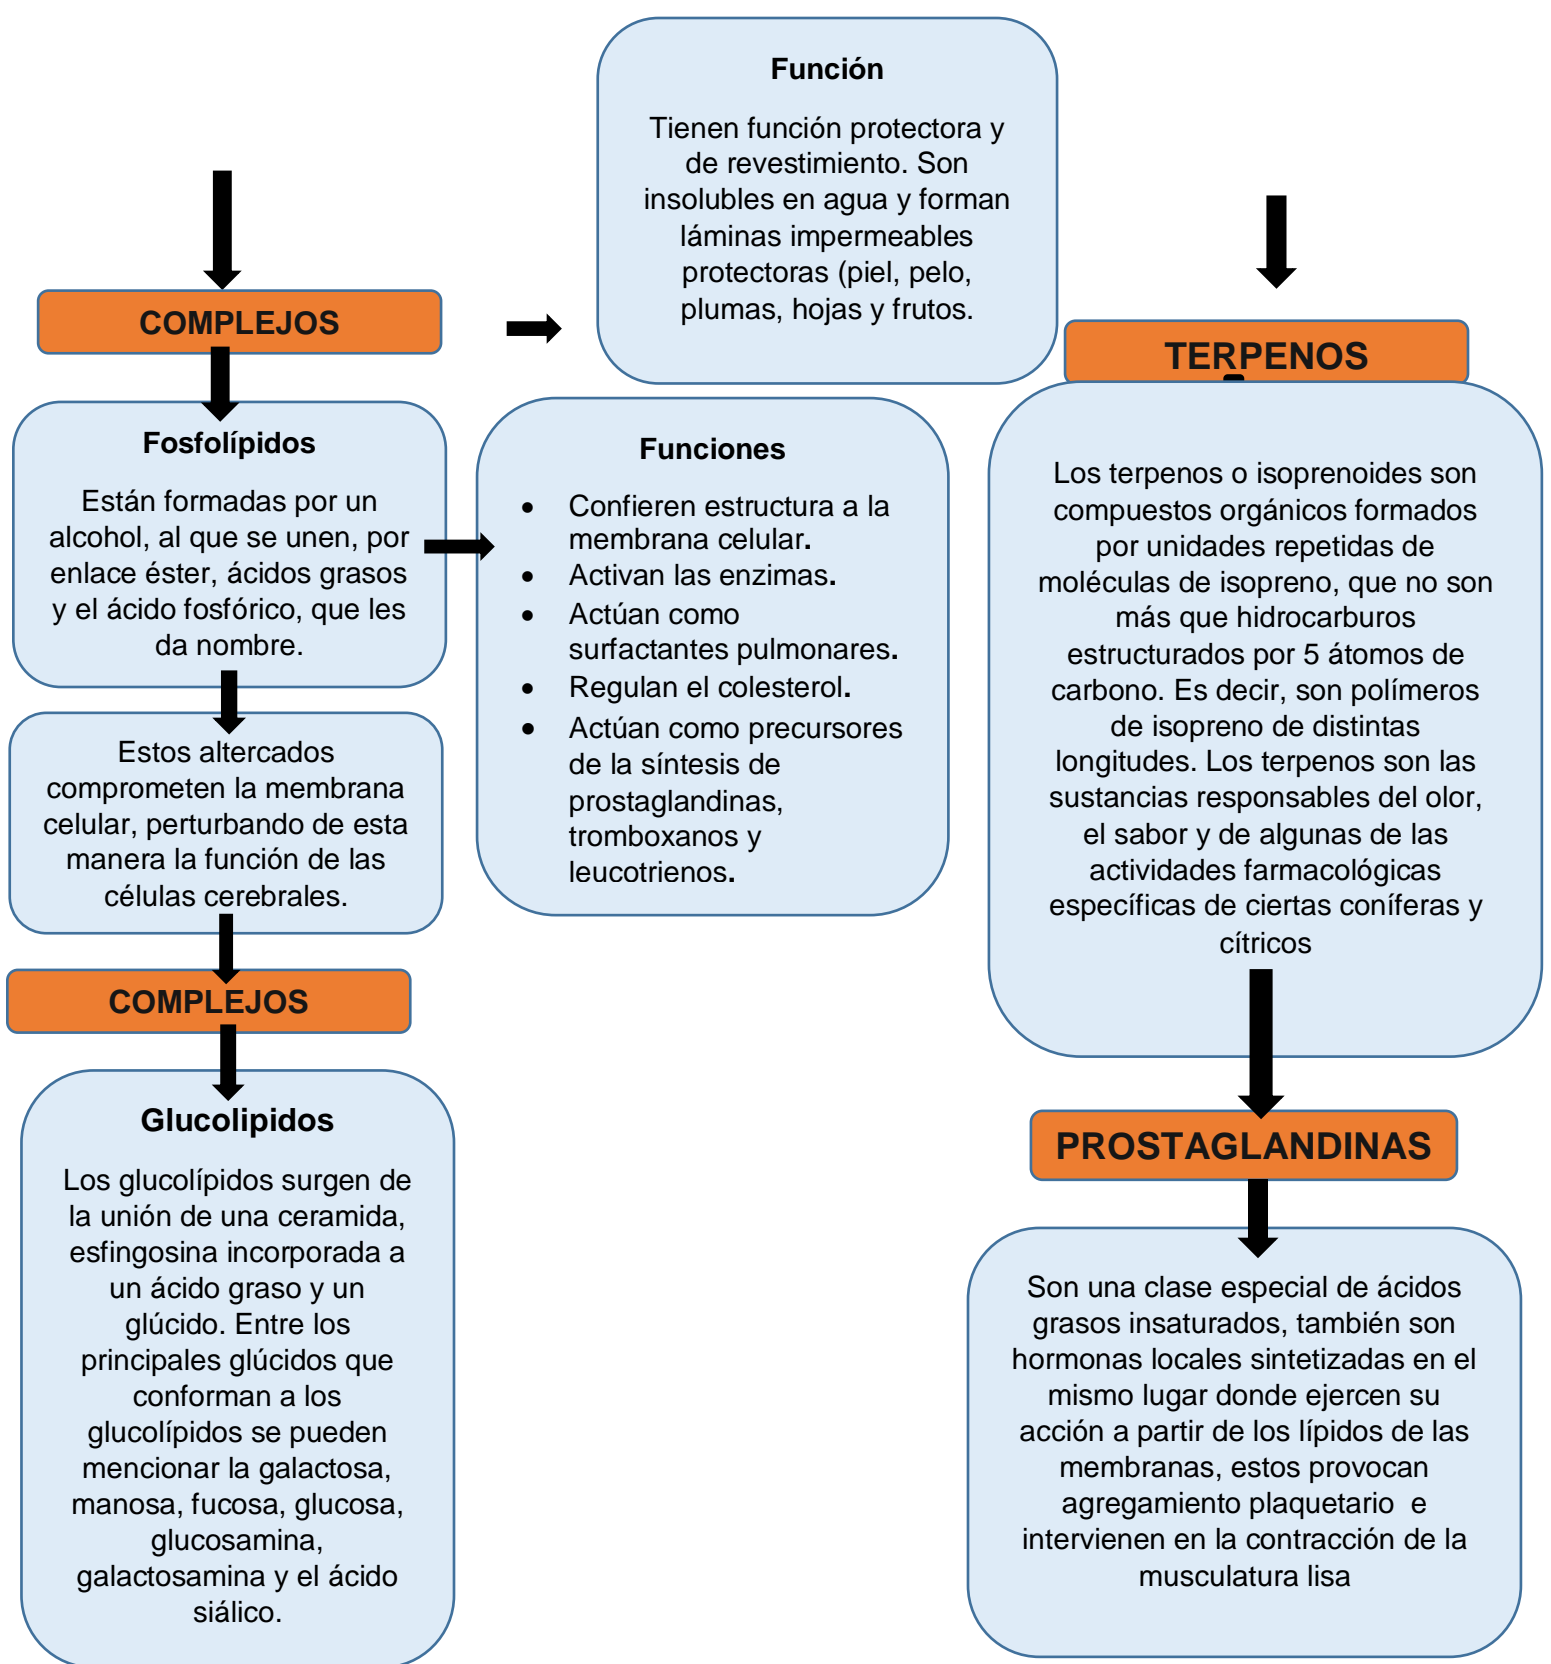 Función
Tienen función protectora y
de revestimiento. Son
insolubles en agua y forman
láminas impermeables
protectoras (piel, pelo,
plumas, hojas y frutos.
COMPLEJOS
Fosfolípidos
Están formadas por un
alcohol, al que se unen, por
enlace éster, ácidos grasos
y el ácido fosfórico, que les
da nombre.
Funciones
• Confieren estructura a la
membrana celular.
• Activan las enzimas.
• Actúan como
surfactantes pulmonares.
• Regulan el colesterol.
• Actúan como precursores
de la síntesis de
prostaglandinas,
tromboxanos y
leucotrienos.
Estos altercados
comprometen la membrana
celular, perturbando de esta
manera la función de las
células cerebrales.
COMPLEJOS
Glucolipidos
Los glucolípidos surgen de
la unión de una ceramida,
esfingosina incorporada a
un ácido graso y un
glúcido. Entre los
principales glúcidos que
conforman a los
glucolípidos se pueden
mencionar la galactosa,
manosa, fucosa, glucosa,
glucosamina,
galactosamina y el ácido
siálico.
TERPENOS
Los terpenos o isoprenoides son
compuestos orgánicos formados
por unidades repetidas de
moléculas de isopreno, que no son
más que hidrocarburos
estructurados por 5 átomos de
carbono. Es decir, son polímeros
de isopreno de distintas
longitudes. Los terpenos son las
sustancias responsables del olor,
el sabor y de algunas de las
actividades farmacológicas
específicas de ciertas coníferas y
cítricos
PROSTAGLANDINAS
Son una clase especial de ácidos
grasos insaturados, también son
hormonas locales sintetizadas en el
mismo lugar donde ejercen su
acción a partir de los lípidos de las
membranas, estos provocan
agregamiento plaquetario e
intervienen en la contracción de la
musculatura lisa